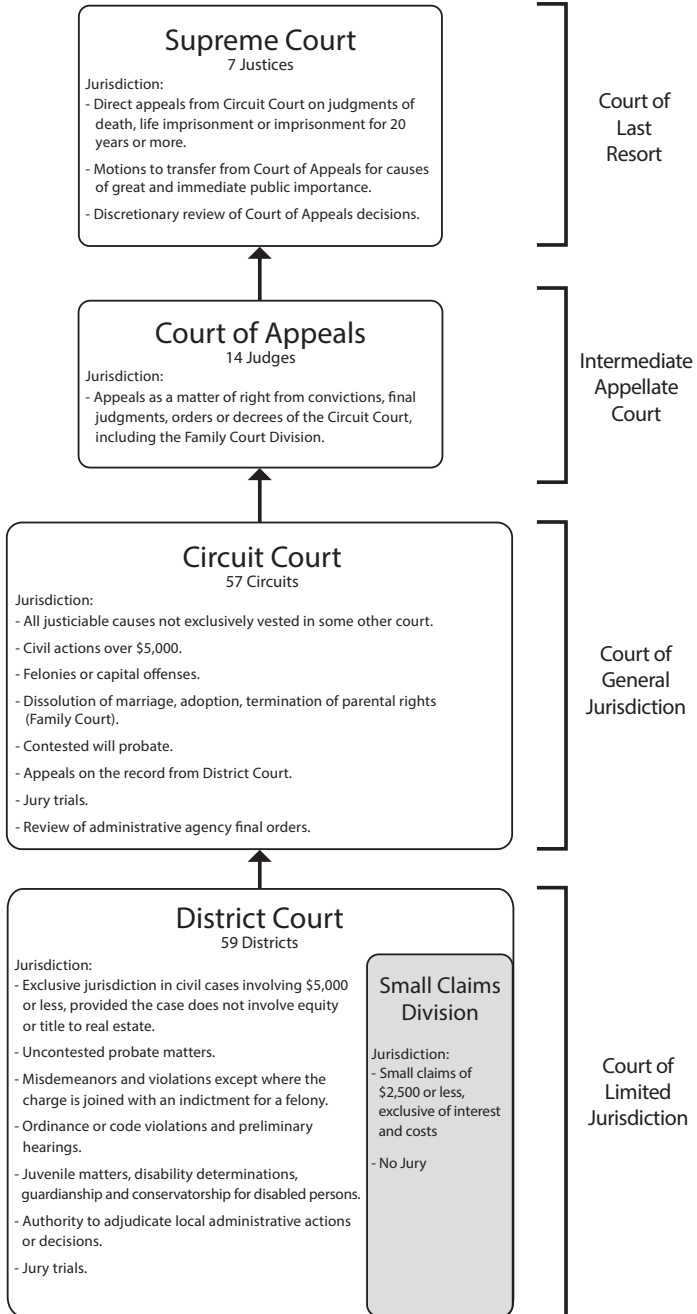 Supreme Court
7 Justices
Jurisdiction:
- Direct appeals from Circuit Court on judgments of
death, life imprisonment or imprisonment for 20
years or more.
- Motions to transfer from Court of Appeals for causes
of great and immediate public importance.
- Discretionary review of Court of Appeals decisions.
Court of
Last
Resort
Court of Appeals
14 Judges
Jurisdiction:
- Appeals as a matter of right from convictions, final
judgments, orders or decrees of the Circuit Court,
including the Family Court Division.
Intermediate
Appellate
Court
Circuit Court
57 Circuits
Jurisdiction:
- All justiciable causes not exclusively vested in some other court.
- Civil actions over $5,000.
- Felonies or capital offenses.
- Dissolution of marriage, adoption, termination of parental rights
(Family Court).
- Contested will probate.
- Appeals on the record from District Court.
- Jury trials.
- Review of administrative agency final orders.
Court of
General
Jurisdiction
District Court
59 Districts
Jurisdiction:
- Exclusive jurisdiction in civil cases involving $5,000
or less, provided the case does not involve equity
or title to real estate.
- Uncontested probate matters.
- Misdemeanors and violations except where the
charge is joined with an indictment for a felony.
- Ordinance or code violations and preliminary
hearings.
- Juvenile matters, disability determinations,
guardianship and conservatorship for disabled persons.
- Authority to adjudicate local administrative actions
or decisions.
- Jury trials.
Small Claims
Division
Jurisdiction:
- Small claims of
$2,500 or less,
exclusive of interest
and costs
- No Jury
Court of
Limited
Jurisdiction